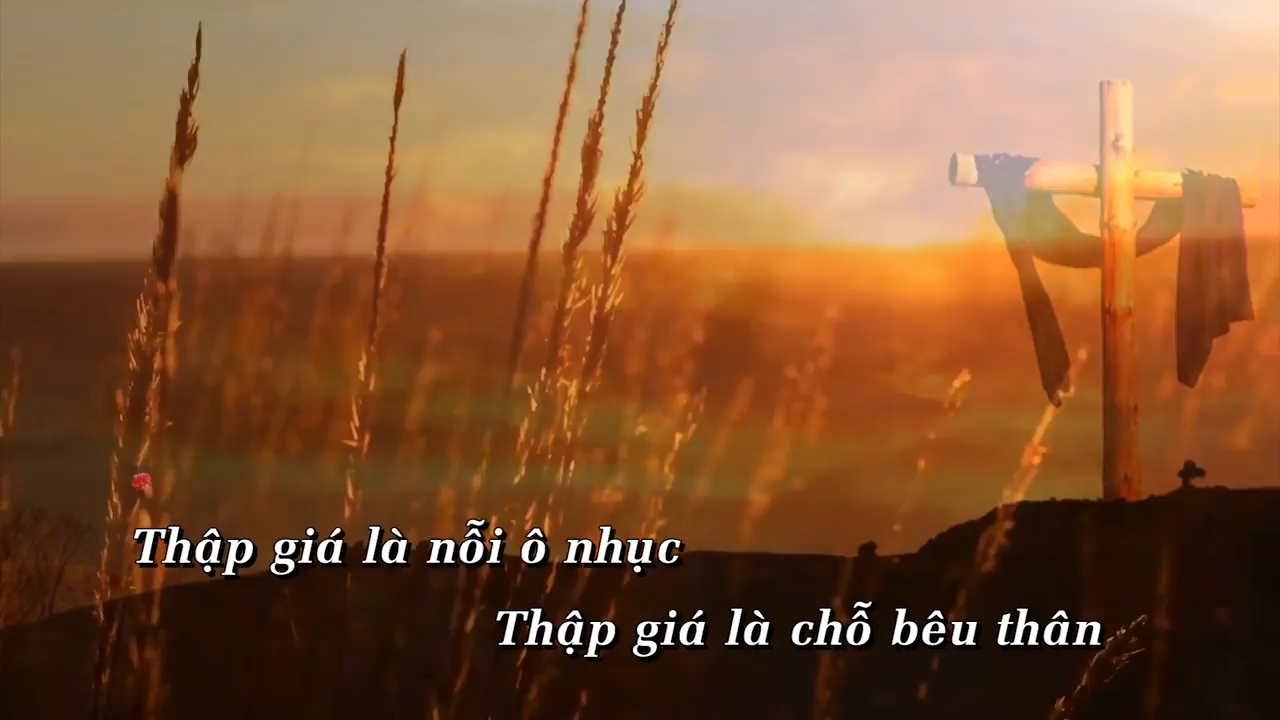 Thập giá là nỗi ô nhục
Thập giá là chỗ bêu thân